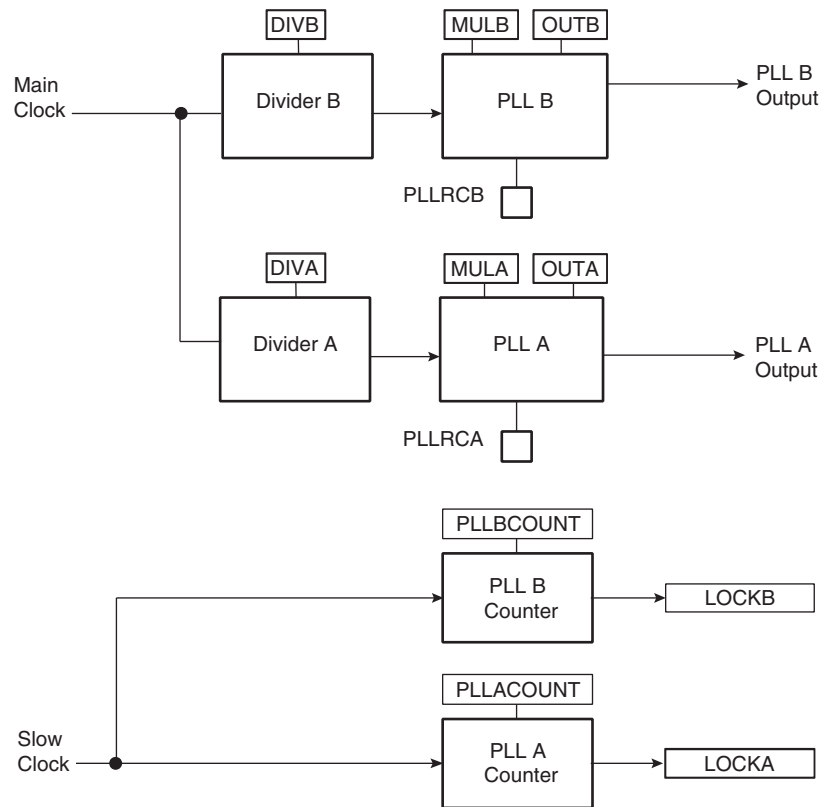 DIVB
MULB
OUTB
Main
Clock
Divider B
PLL B
PLL B
Output
PLLRCB
DIVA
MULA
OUTA
Divider A
PLL A
PLL A
Output
PLLRCA
PLLBCOUNT
PLL B
Counter
LOCKB
PLLACOUNT
Slow
Clock
PLL A
Counter
LOCKA